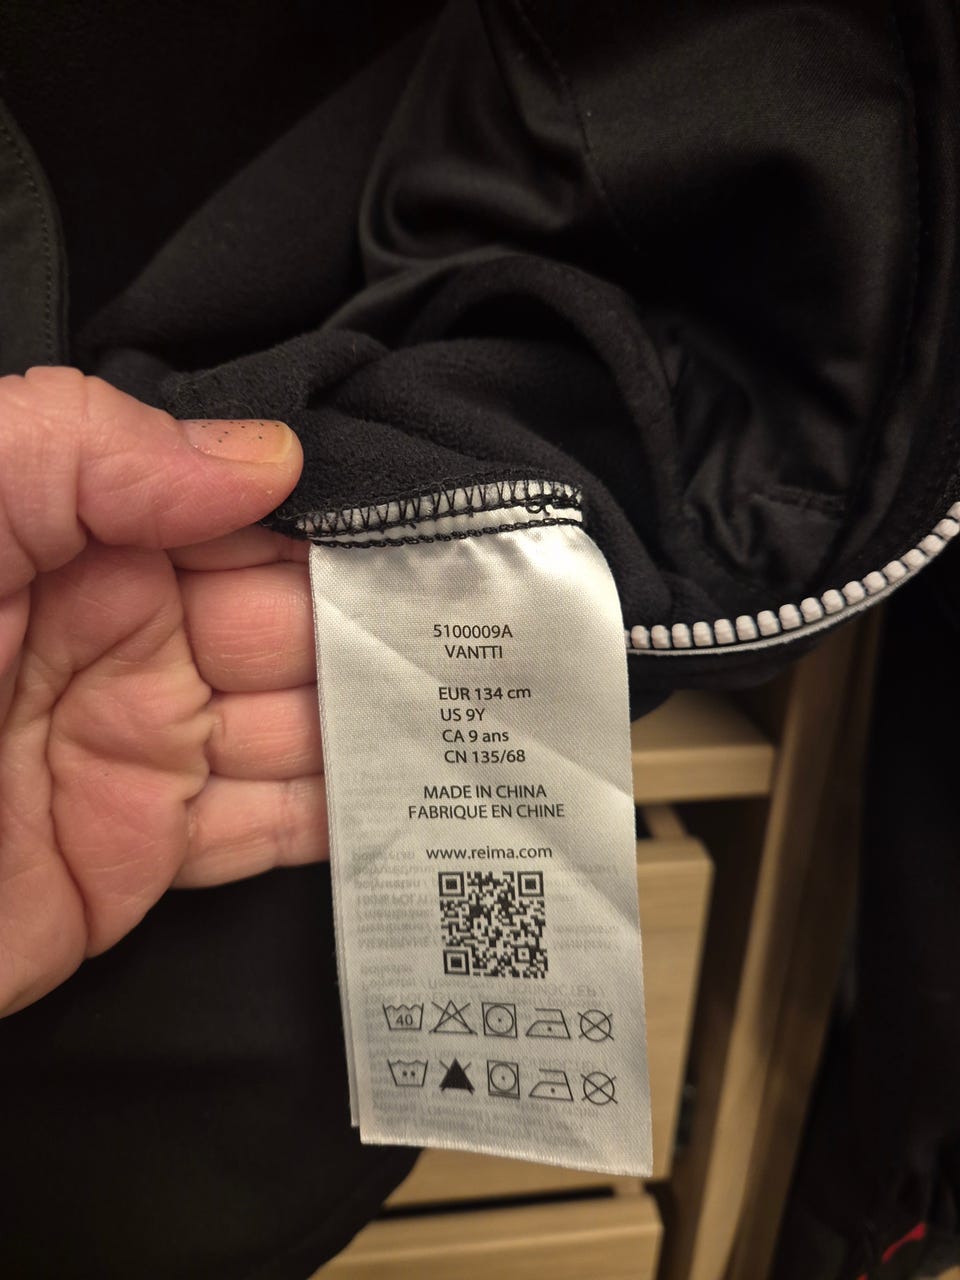 5100009A
VANTTI
EUR 134 cm
US 9Y
CA 9 ans
CN 135/68
MADE IN CHINA
FABRIQUE EN CHINE
www.reima.com
40